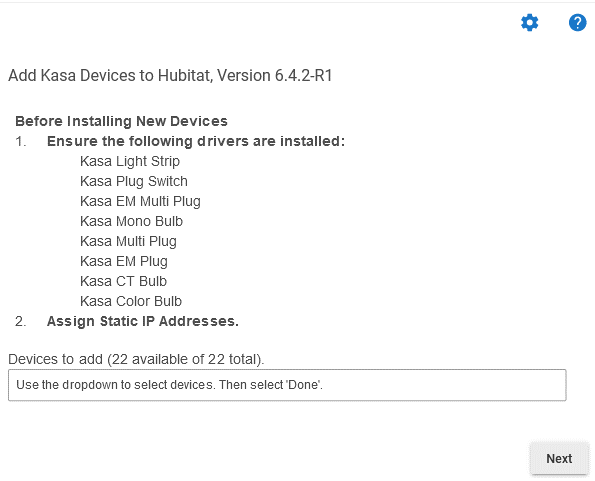 ?
Add Kasa Devices to Hubitat, Version 6.4.2-R1
Before Installing New Devices
1. Ensure the following drivers are installed:
Kasa Light Strip
Kasa Plug Switch
Kasa EM Multi Plug
Kasa Mono Bulb
Kasa Multi Plug
Kasa EM Plug
Kasa CT Bulb
Kasa Color Bulb
2. Assign Static IP Addresses.
Devices to add (22 available of 22 total).
Use the dropdown to select devices. Then select 'Done'.
Next